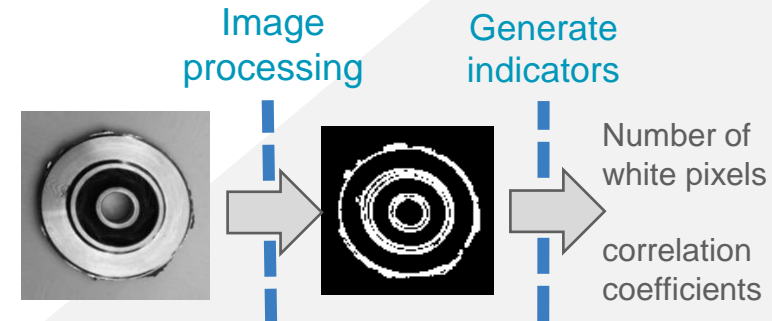 Image
processing
Generate
indicators
Number of
white pixels
correlation
coefficients